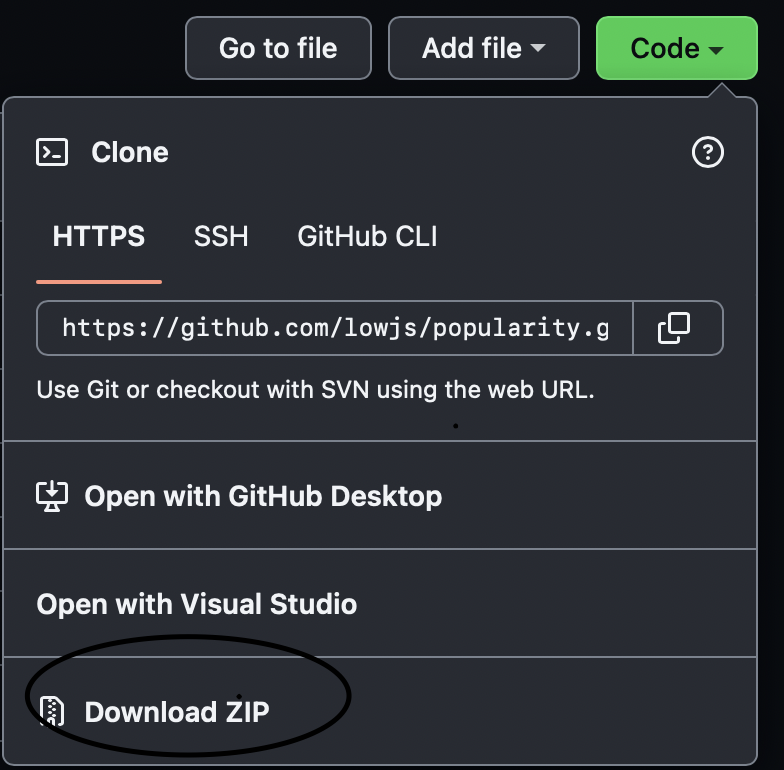 Go to file Add file Code
Clone
HTTPS SSH GitHub CLI
https://github.com/lowjs/popularity.g
Use Git or checkout with SVN using the web URL.
Open with GitHub Desktop
Open with Visual Studio
Download ZIP